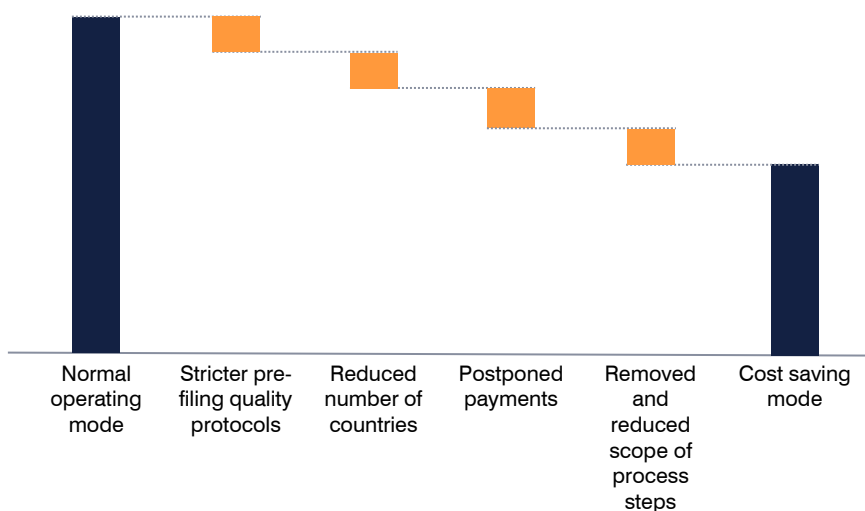 Normal
operating
mode
Stricter pre-
filing quality
protocols
Reduced
number of
countries
Postponed
payments
Removed
and
reduced
scope of
process
steps
Cost saving
mode